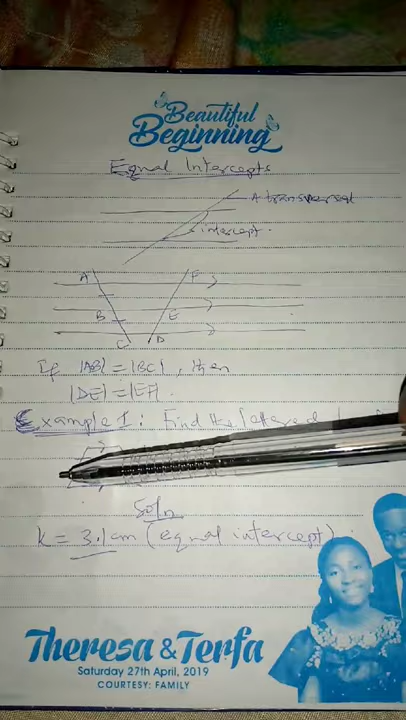 Beautiful
Beginning
Equal Intercepts
A transversal
intercept.
A F
B E
C D
If |AB| = |BC|, then
|DE| = |EF|.
Example 1: Find the lettered
Soln
k = 3.1cm (equal intercept)
Theresa & Terfa
Saturday 27th April, 2019
COURTESY: FAMILY